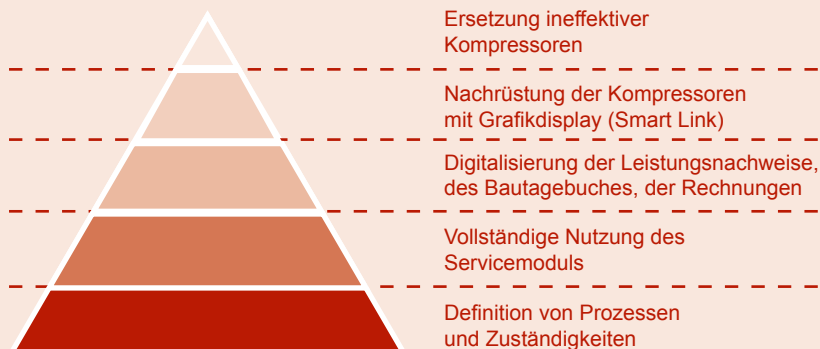 Ersetzung ineffektiver
Kompressoren
Nachrüstung der Kompressoren
mit Grafikdisplay (Smart Link)
Digitalisierung der Leistungsnachweise,
des Bautagebuches, der Rechnungen
Vollständige Nutzung des
Servicemoduls
Definition von Prozessen
und Zuständigkeiten